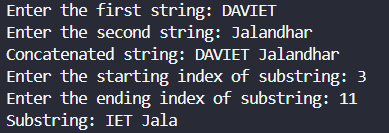 Enter the first string: DAVIET
Enter the second string: Jalandhar
Concatenated string: DAVIET Jalandhar
Enter the starting index of substring: 3
Enter the ending index of substring: 11
Substring: IET Jala